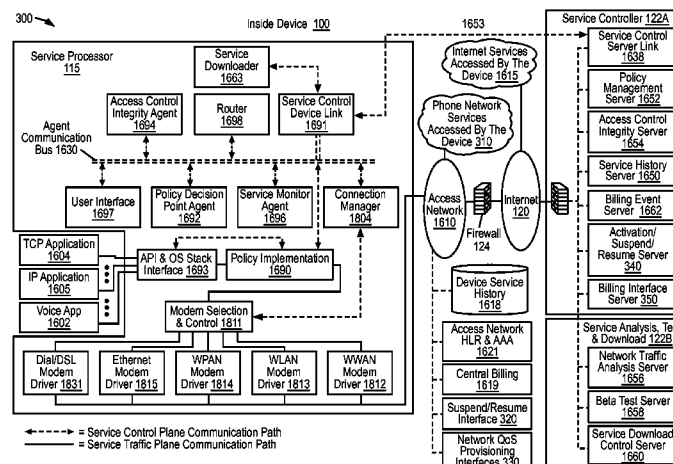 300
Inside Device 100
1653
Service Controller 122A
Service Processor
115
Service
Downloader
1663
Access Control
Integrity Agent
1694
Router
1698
Service Control
Device Link
1691
Agent
Communication
Bus 1630
User Interface
1697
Policy Decision
Point Agent
1692
Service Monitor
Agent
1696
Connection
Manager
1804
TCP Application
1604
IP Application
1605
Voice App
1602
API & OS Stack
Interface 1693
Policy Implementation
1690
Modem Selection
& Control 1811
Dial/DSL
Modem
Driver 1831
Ethernet
Modem
Driver 1815
WPAN
Modem
Driver 1814
WLAN
Modem
Driver 1813
WWAN
Modem
Driver 1812
= Service Control Plane Communication Path
= Service Traffic Plane Communication Path
Internet Services
Accessed By The
Device 1615
Phone Network
Services
Accessed By The
Device 310
Access
Network
1610
Firewall
124
Internet
120
Device Service
History
1618
Access Network
HLR & AAA
1621
Central Billing
1619
Suspend/Resume
Interface 320
Network QoS
Provisioning
Interfaces 330
Service Control
Server Link
1638
Policy
Management
Server 1652
Access Control
Integrity Server
1654
Service History
Server 1650
Billing Event
Server 1662
Activation/
Suspend/
Resume Server
340
Billing Interface
Server 350
Service Analysis, Te
& Download 122B
Network Traffic
Analysis Server
1656
Beta Test Server
1658
Service Download
Control Server
1660